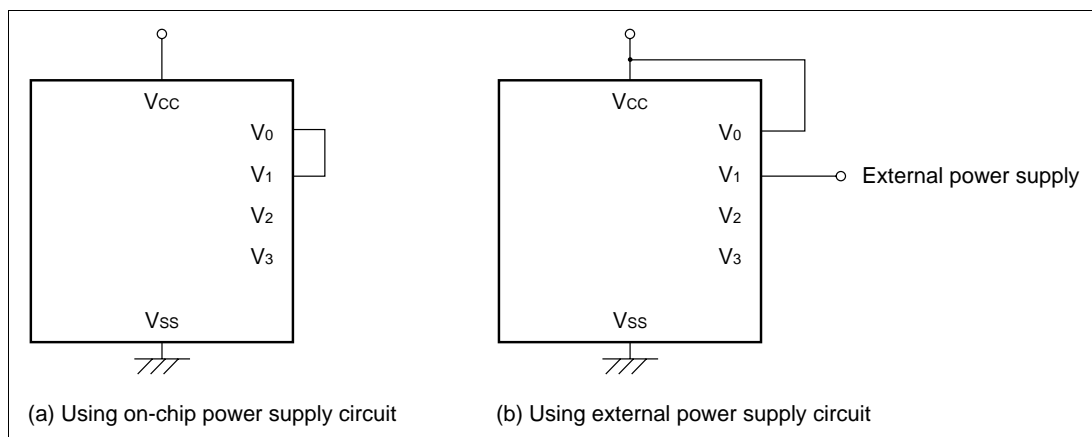 VCC
V0
V1
V2
V3
VSS
(a) Using on-chip power supply circuit
VCC
V0
V1
External power supply
V2
V3
VSS
(b) Using external power supply circuit